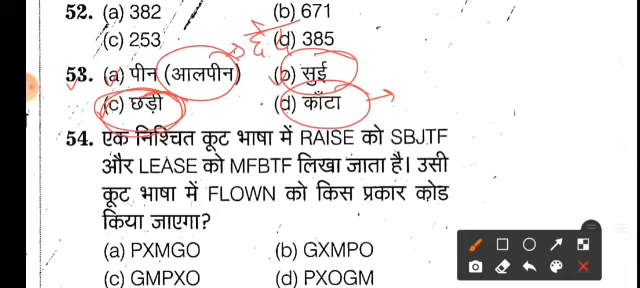 52. (a) 382 (b) 671
(c) 253 (d) 385
53. (a) पीन (आलपीन) (b) सुई
(c) छड़ी (d) काँटा
54. एक निश्चित कूट भाषा में RAISE को SBJTF
और LEASE को MFBTF लिखा जाता है। उसी
कूट भाषा में FLOWN को किस प्रकार कोड
किया जाएगा?
(a) PXMGO (b) GXMPO
(c) GMPXO (d) PXOGM